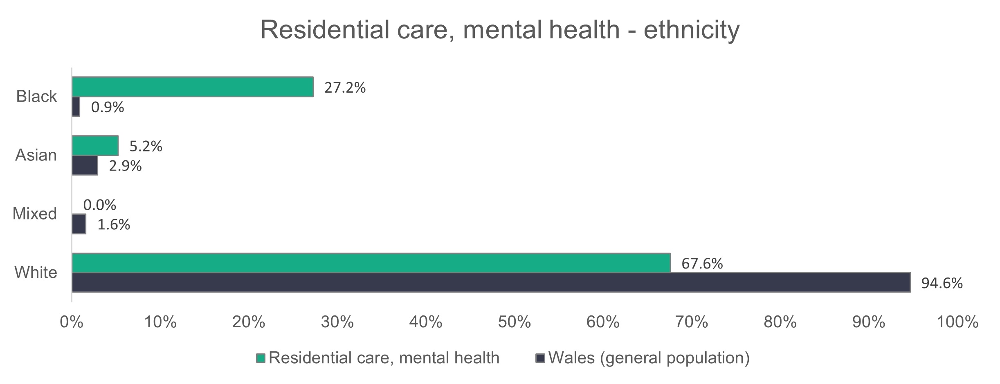 Residential care, mental health - ethnicity
Black
27.2%
0.9%
Asian
5.2%
2.9%
Mixed
0.0%
1.6%
White
67.6%
94.6%
0% 10% 20% 30% 40% 50% 60% 70% 80% 90% 100%
Residential care, mental health Wales (general population)